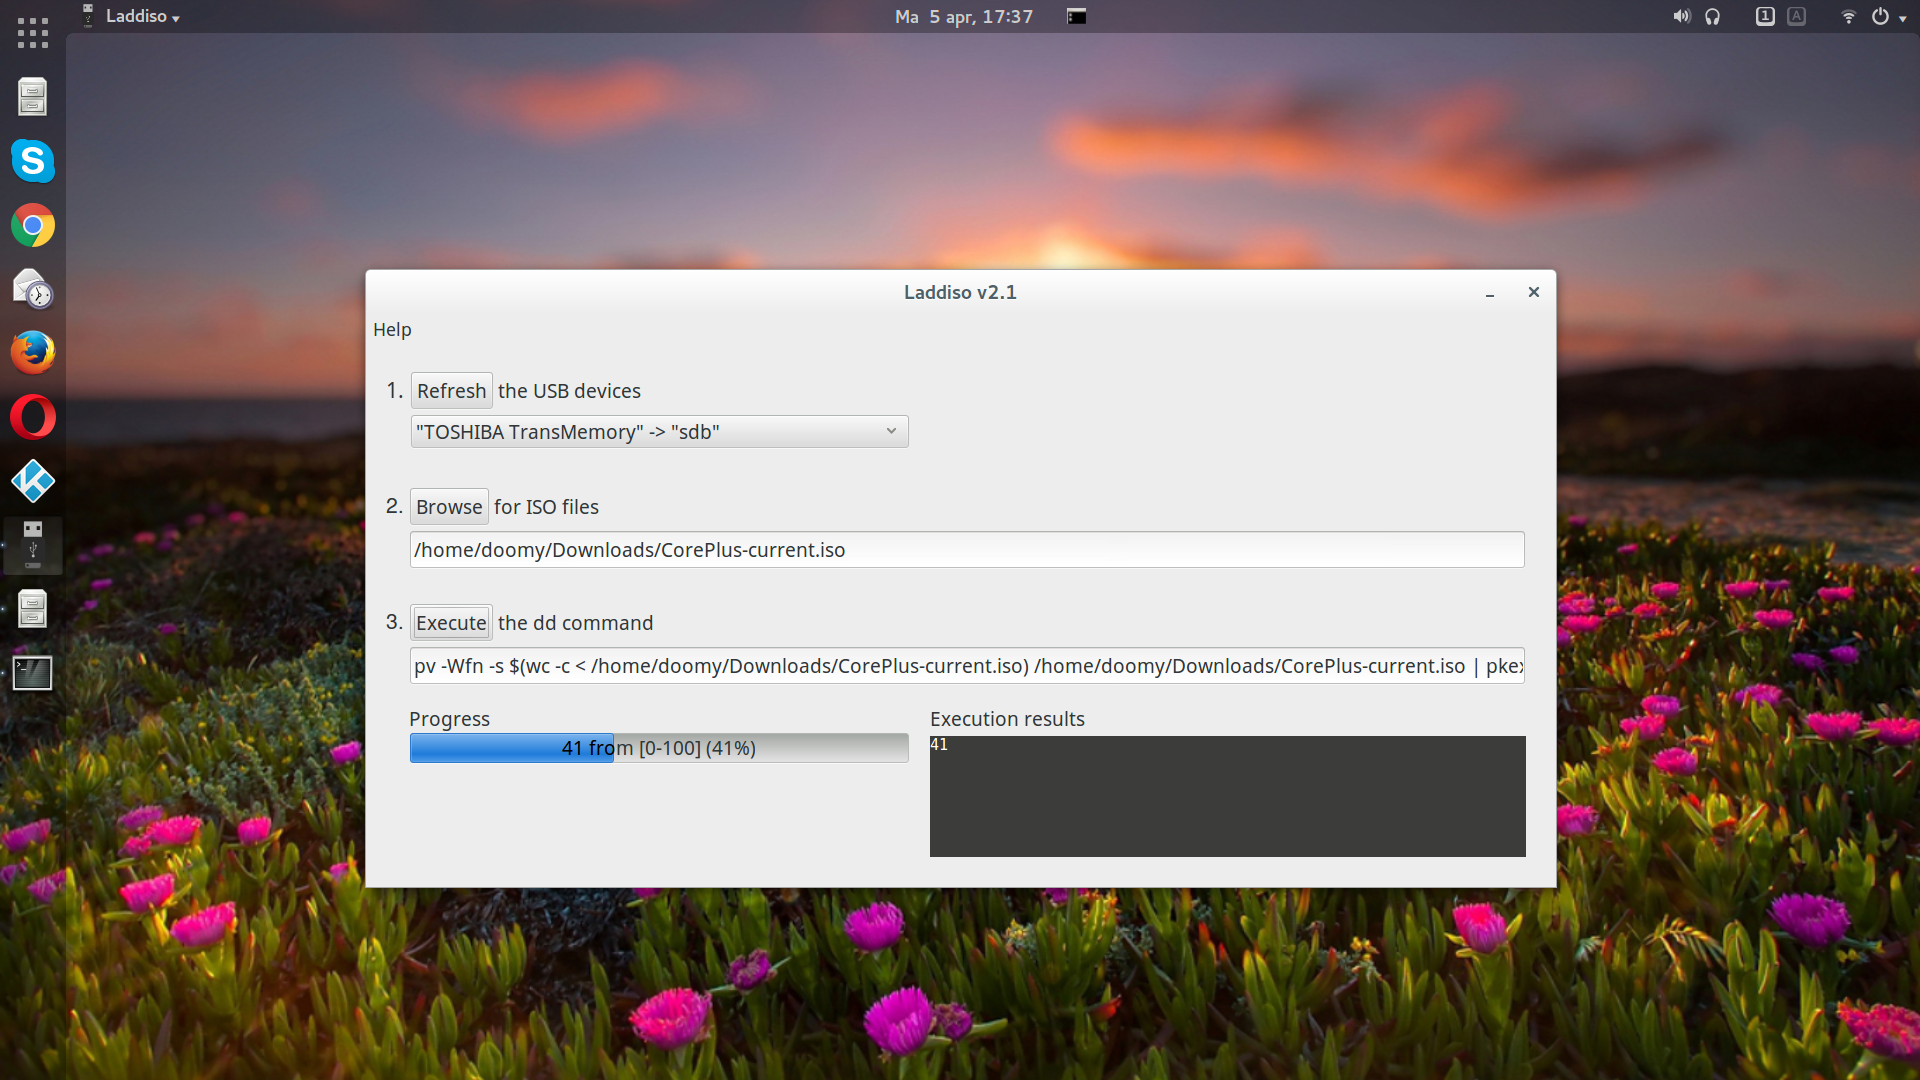 Laddiso
Ma 5 apr, 17:37
1
A
Laddiso v2.1
Help
1. Refresh the USB devices
"TOSHIBA TransMemory" -> "sdb"
2. Browse for ISO files
/home/doomy/Downloads/CorePlus-current.iso
3. Execute the dd command
pv -Wfn -s $(wc -c < /home/doomy/Downloads/CorePlus-current.iso) /home/doomy/Downloads/CorePlus-current.iso | pkex
Progress
41 from [0-100] (41%)
Execution results
41